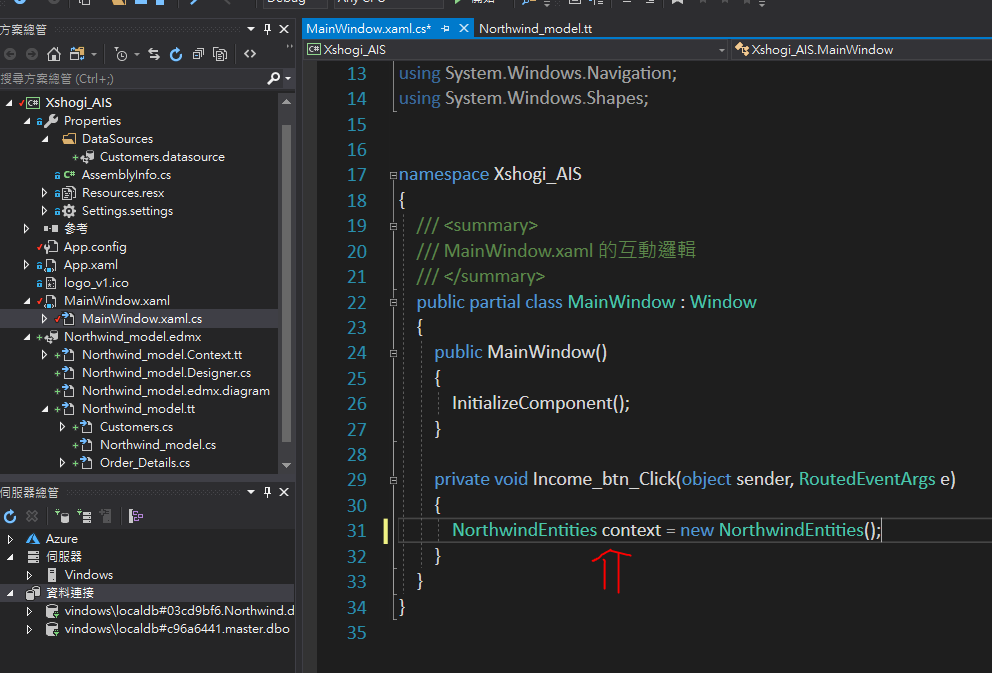 方案總管
搜尋方案總管 (Ctrl+;)
Xshogi_AIS
Properties
DataSources
Customers.datasource
AssemblyInfo.cs
Resources.resx
Settings.settings
參考
App.config
App.xaml
logo_v1.ico
MainWindow.xaml
MainWindow.xaml.cs
Northwind_model.edmx
Northwind_model.Context.tt
Northwind_model.Designer.cs
Northwind_model.edmx.diagram
Northwind_model.tt
Customers.cs
Northwind_model.cs
Order_Details.cs
伺服器總管
Azure
伺服器
Vindows
資料連接
vindows\localdb#03cd9bf6.Northwind.d
vindows\localdb#c96a6441.master.dbo
MainWindow.xaml.cs*
Northwind_model.tt
C# Xshogi_AIS
Xshogi_AIS.MainWindow
13 using System.Windows.Navigation;
14 using System.Windows.Shapes;
15
16
17 namespace Xshogi_AIS
18 {
19 /// <summary>
20 /// MainWindow.xaml 的互動邏輯
21 /// </summary>
22 public partial class MainWindow : Window
23 {
24 public MainWindow()
25 {
26 InitializeComponent();
27 }
28
29 private void Income_btn_Click(object sender, RoutedEventArgs e)
30 {
31 NorthwindEntities context = new NorthwindEntities();
32 }
33 }
34 }
35